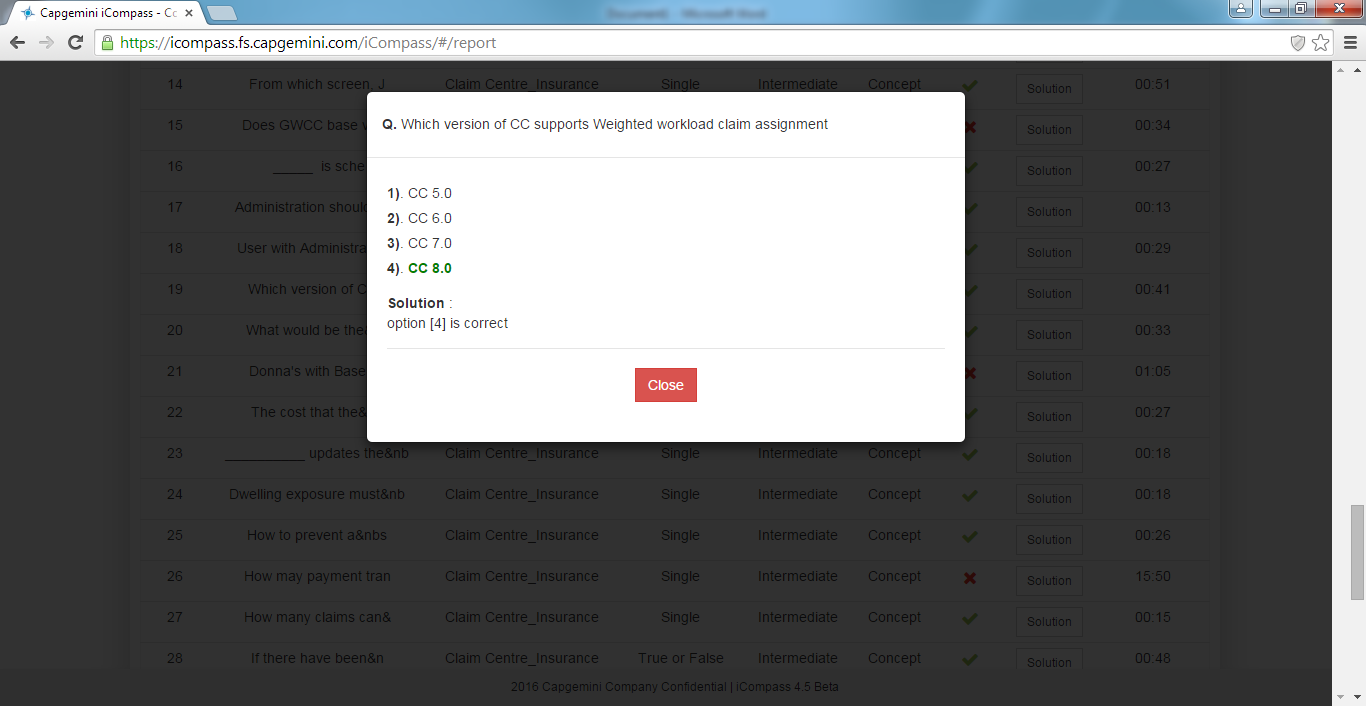 Capgemini iCompass - Cc
https://icompass.fs.capgemini.com/iCompass/#/report
14 From which screen, J Claim Centre_Insurance Single Intermediate Concept Solution 00:51
Q. Which version of CC supports Weighted workload claim assignment
1). CC 5.0
2). CC 6.0
3). CC 7.0
4). CC 8.0
Solution :
option [4] is correct
Close
15 Does GWCC base Solution 00:34
16 _____ is sche Solution 00:27
17 Administration shoul Solution 00:13
18 User with Administra Solution 00:29
19 Which version of C Solution 00:41
20 What would be the& Solution 00:33
21 Donna's with Base Solution 01:05
22 The cost that the& Solution 00:27
23 __________ updates the&nb Claim Centre_Insurance Single Intermediate Concept Solution 00:18
24 Dwelling exposure must&nb Claim Centre_Insurance Single Intermediate Concept Solution 00:18
25 How to prevent a&nbs Claim Centre_Insurance Single Intermediate Concept Solution 00:26
26 How may payment tran Claim Centre_Insurance Single Intermediate Concept Solution 15:50
27 How many claims can& Claim Centre_Insurance Single Intermediate Concept Solution 00:15
28 If there have been&n Claim Centre_Insurance True or False Intermediate Concept Solution 00:48
2016 Capgemini Company Confidential | iCompass 4.5 Beta